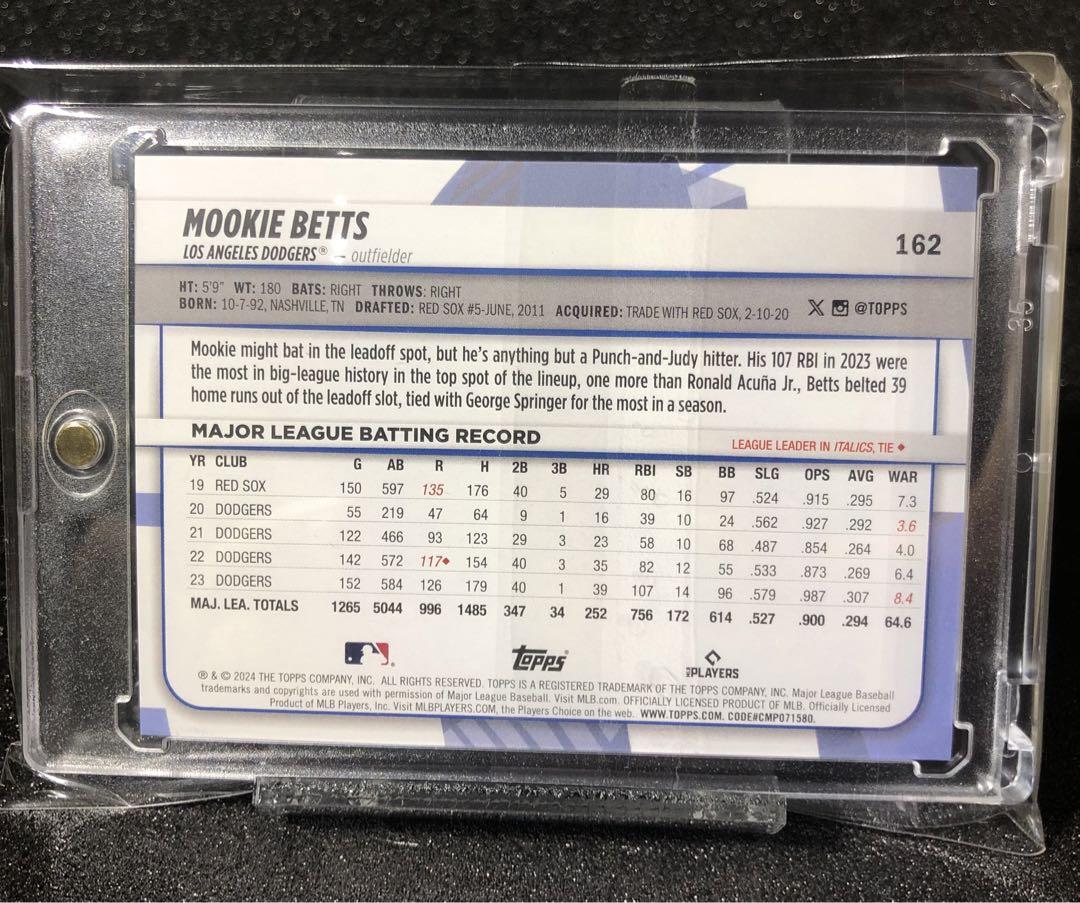 MOOKIE BETTS
LOS ANGELES DODGERS® — outfielder
162
HT: 5'9" WT: 180 BATS: RIGHT THROWS: RIGHT
BORN: 10-7-92, NASHVILLE, TN DRAFTED: RED SOX #5-JUNE, 2011 ACQUIRED: TRADE WITH RED SOX, 2-10-20
X @TOPPS
Mookie might bat in the leadoff spot, but he's anything but a Punch-and-Judy hitter. His 107 RBI in 2023 were
the most in big-league history in the top spot of the lineup, one more than Ronald Acuña Jr., Betts belted 39
home runs out of the leadoff slot, tied with George Springer for the most in a season.
MAJOR LEAGUE BATTING RECORD
LEAGUE LEADER IN ITALICS, TIE ◆
YR CLUB G AB R H 2B 3B HR RBI SB BB SLG OPS AVG WAR
19 RED SOX 150 597 135 176 40 5 29 80 16 97 .524 .915 .295 7.3
20 DODGERS 55 219 47 64 9 1 16 39 10 24 .562 .927 .292 3.6
21 DODGERS 122 466 93 123 29 3 23 58 10 68 .487 .854 .264 4.0
22 DODGERS 142 572 117◆ 154 40 3 35 82 12 55 .533 .873 .269 6.4
23 DODGERS 152 584 126 179 40 1 39 107 14 96 .579 .987 .307 8.4
MAJ. LEA. TOTALS 1265 5044 996 1485 347 34 252 756 172 614 .527 .900 .294 64.6
topps
MLBPLAYERS
® & © 2024 THE TOPPS COMPANY, INC. ALL RIGHTS RESERVED. TOPPS IS A REGISTERED TRADEMARK OF THE TOPPS COMPANY, INC. Major League Baseball
trademarks and copyrights are used with permission of Major League Baseball. Visit MLB.com. OFFICIALLY LICENSED PRODUCT OF MLB. Officially Licensed
Product of MLB Players, Inc. Visit MLBPLAYERS.COM, the Players Choice on the web. WWW.TOPPS.COM. CODE#CMP071580.
35